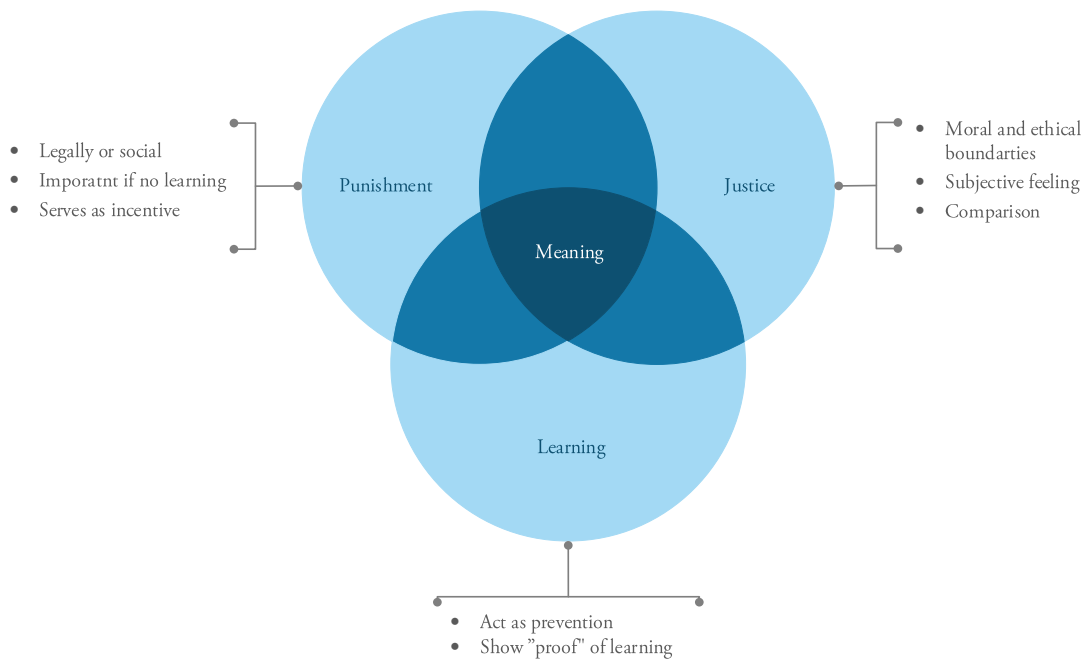 • Legally or social
• Imporatnt if no learning
• Serves as incentive
Punishment
Justice
• Moral and ethical
boundarties
• Subjective feeling
• Comparison
Meaning
Learning
• Act as prevention
• Show ”proof" of learning